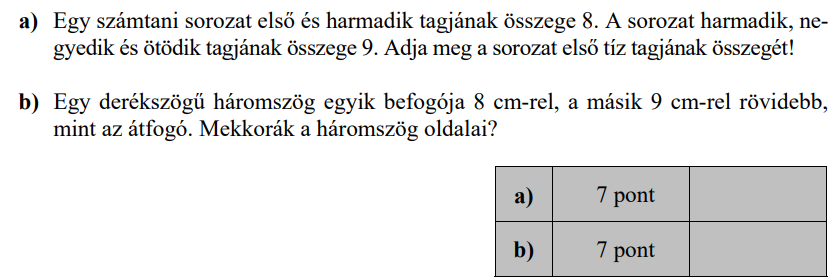 a) Egy számtani sorozat első és harmadik tagjának összege 8. A sorozat harmadik, ne-
gyedik és ötödik tagjának összege 9. Adja meg a sorozat első tíz tagjának összegét!
b) Egy derékszögű háromszög egyik befogója 8 cm-rel, a másik 9 cm-rel rövidebb,
mint az átfogó. Mekkorák a háromszög oldalai?
a) 7 pont
b) 7 pont